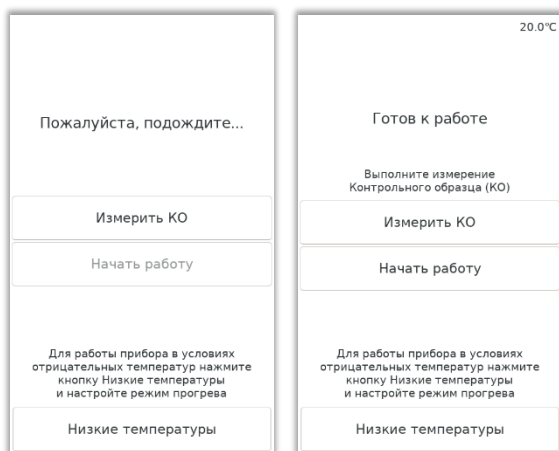 Пожалуйста, подождите...
Измерить КО
Начать работу
Для работы прибора в условиях
отрицательных температур нажмите
кнопку Низкие температуры
и настройте режим прогрева
Низкие температуры
20.0°C
Готов к работе
Выполните измерение
Контрольного образца (КО)
Измерить КО
Начать работу
Для работы прибора в условиях
отрицательных температур нажмите
кнопку Низкие температуры
и настройте режим прогрева
Низкие температуры